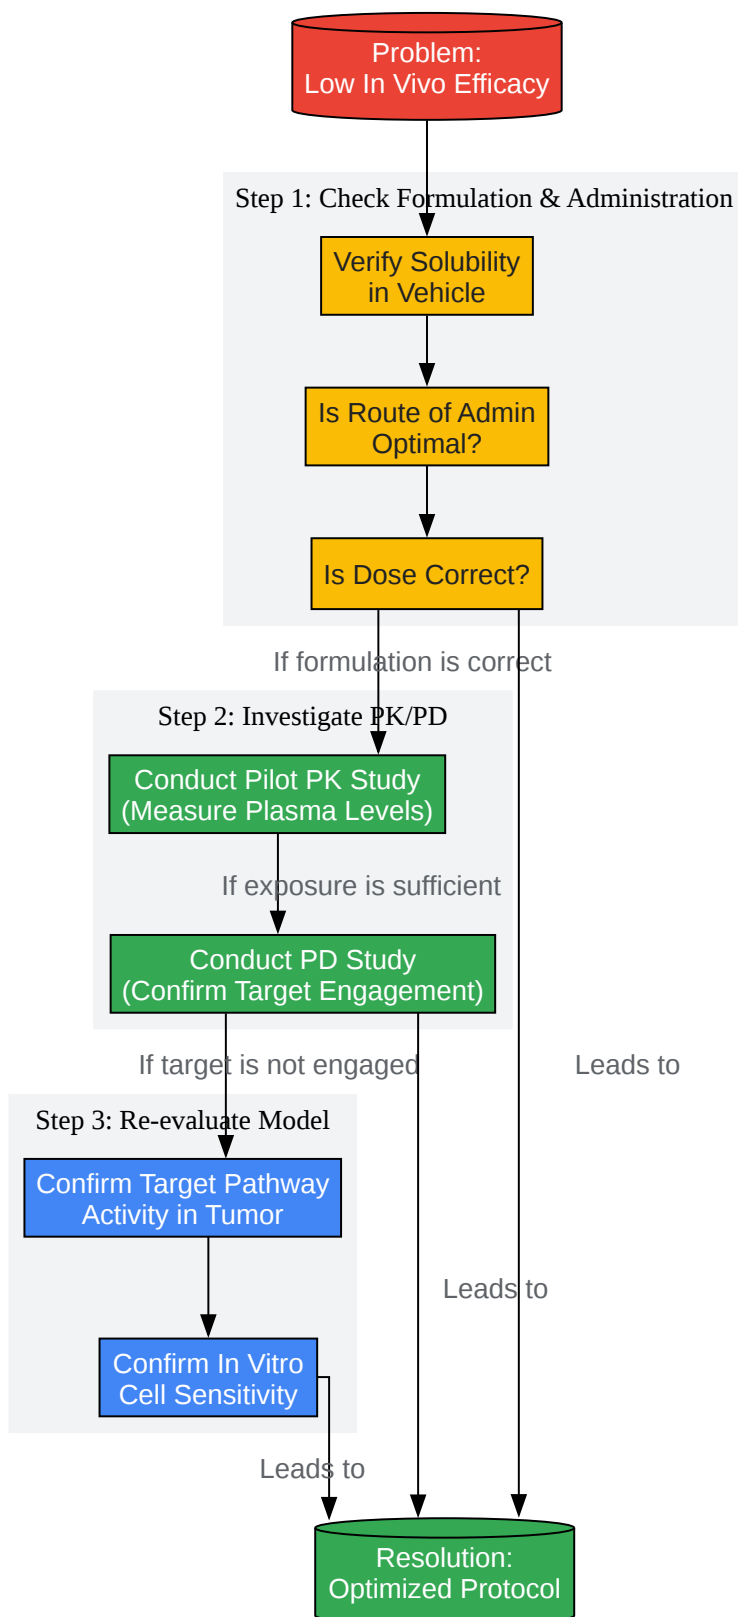 Problem:
Low In Vivo Efficacy
Step 1: Check Formulation & Administration
Verify Solubility
in Vehicle
Is Route of Admin
Optimal?
Is Dose Correct?
If formulation is correct
Step 2: Investigate PK/PD
Conduct Pilot PK Study
(Measure Plasma Levels)
If exposure is sufficient
Conduct PD Study
(Confirm Target Engagement)
If target is not engaged
Leads to
Step 3: Re-evaluate Model
Confirm Target Pathway
Activity in Tumor
Leads to
Confirm In Vitro
Cell Sensitivity
Leads to
Resolution:
Optimized Protocol